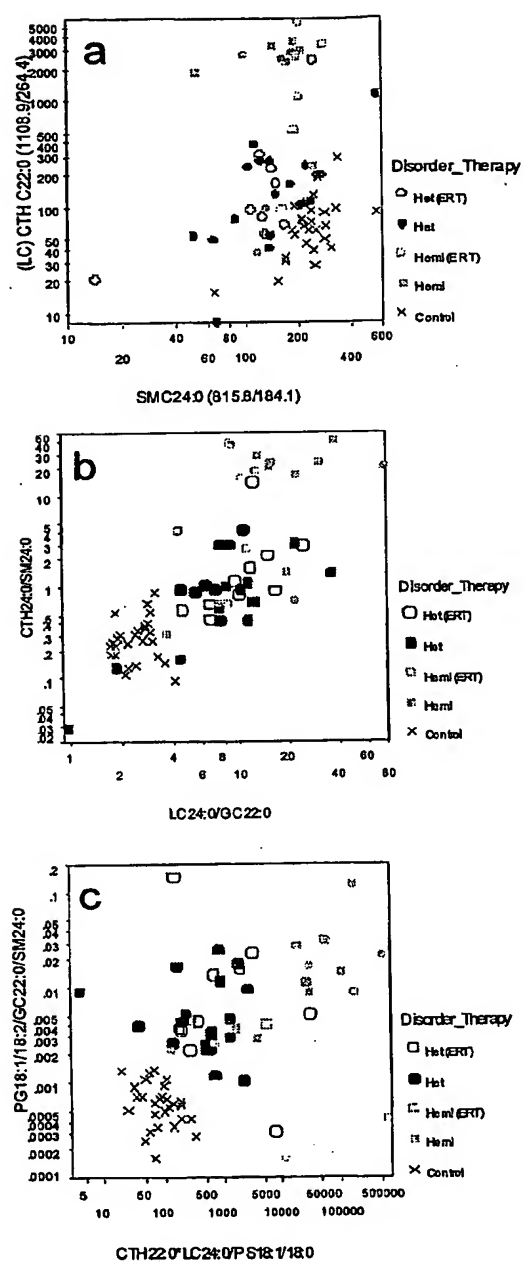 a
(LC) CTH C22:0 (1108.9/264.4)
5000
3000
2000
1000
500
400
300
200
100
50
40
30
20
10
10 20 40 60 80 100 200 400 600
SMC24:0 (815.8/184.1)
Disorder_Therapy
Het(ERT)
Het
Hemi(ERT)
Hemi
Control
b
CTH24:0/SM24:0
50
40
30
20
10
5
4
3
2
1
.5
.4
.3
.2
.1
.05
.04
.03
.02
1 2 4 6 8 10 20 40 60 80
LC24:0/GC22:0
Disorder_Therapy
Het(ERT)
Het
Hemi(ERT)
Hemi
Control
c
PG18:1/18:2/GC22:0/SM24:0
.2
.1
.05
.04
.03
.02
.01
.005
.004
.003
.002
.001
.0005
.0004
.0003
.0002
.0001
5 10 50 100 500 1000 5000 10000 50000 100000 500000
CTH22:0*LC24:0/PS18:1/18:0
Disorder_Therapy
Het(ERT)
Het
Hemi(ERT)
Hemi
Control